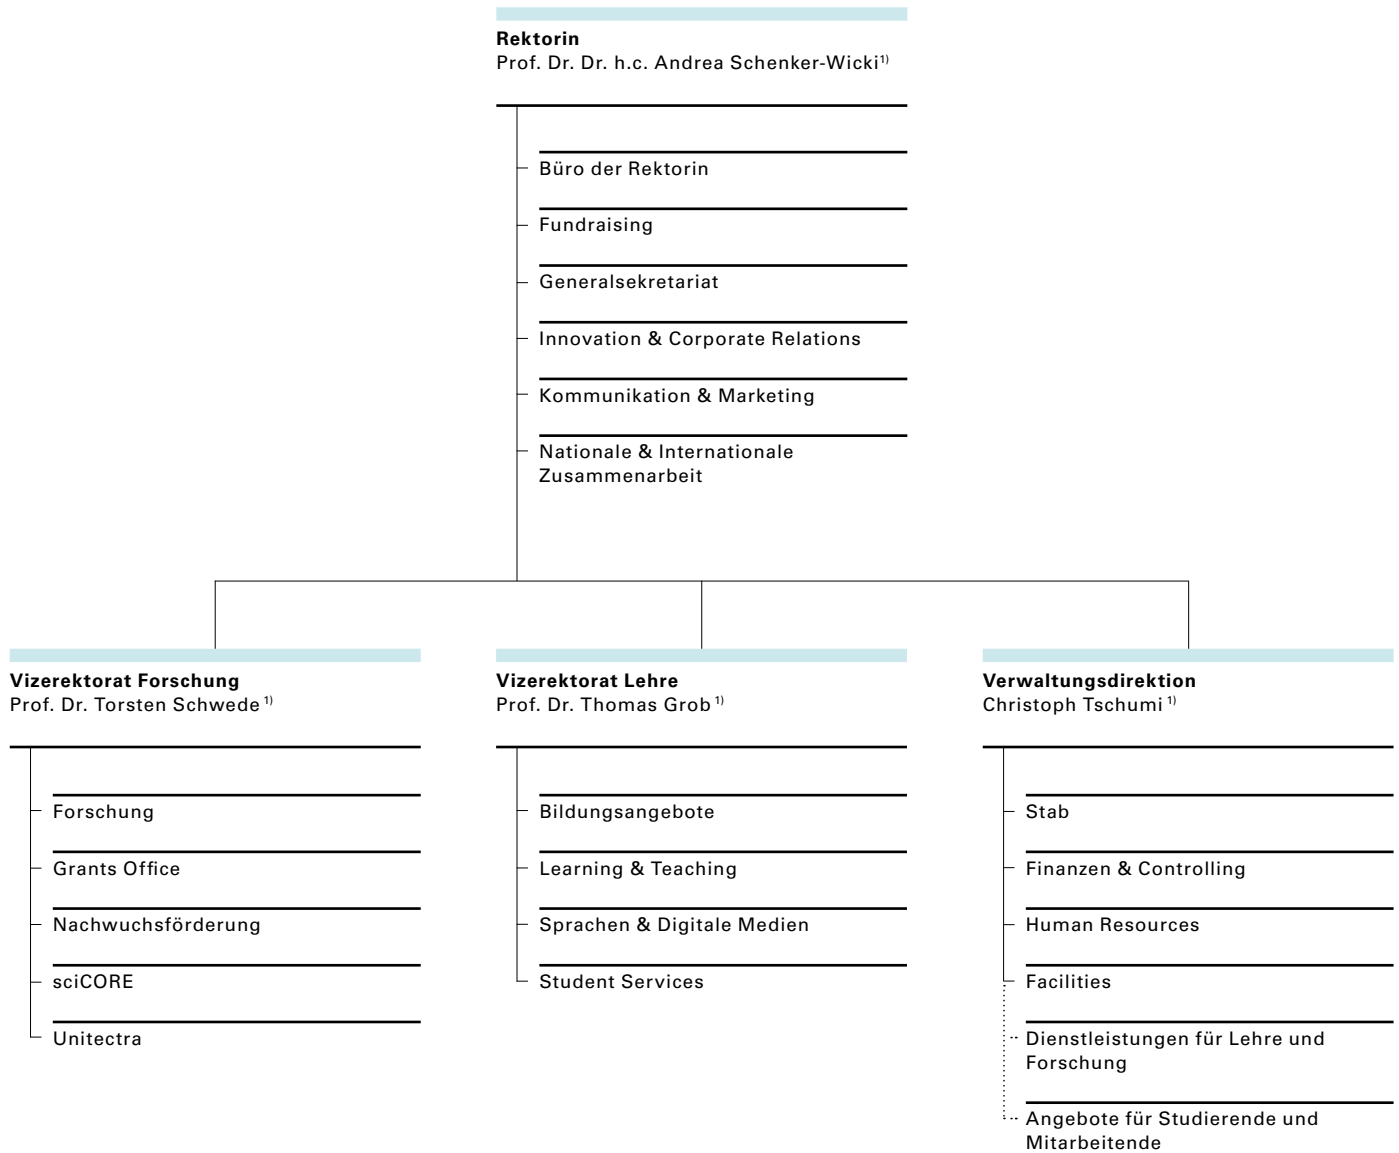 Rektorin
Prof. Dr. Dr. h.c. Andrea Schenker-Wicki¹⁾
Büro der Rektorin
Fundraising
Generalsekretariat
Innovation & Corporate Relations
Kommunikation & Marketing
Nationale & Internationale
Zusammenarbeit
Vizerektorat Forschung
Prof. Dr. Torsten Schwede ¹⁾
Forschung
Grants Office
Nachwuchsförderung
sciCORE
Unitectra
Vizerektorat Lehre
Prof. Dr. Thomas Grob ¹⁾
Bildungsangebote
Learning & Teaching
Sprachen & Digitale Medien
Student Services
Verwaltungsdirektion
Christoph Tschumi ¹⁾
Stab
Finanzen & Controlling
Human Resources
Facilities
Dienstleistungen für Lehre und
Forschung
Angebote für Studierende und
Mitarbeitende